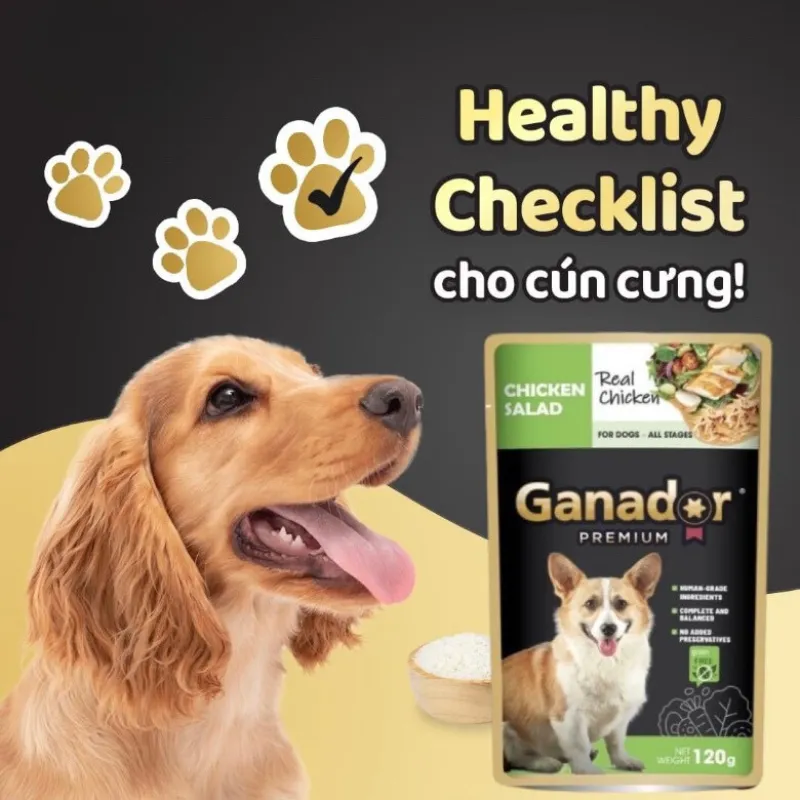 Healthy
Checklist
cho cún cưng!
CHICKEN
SALAD
Real
Chicken
FOR DOGS - ALL STAGES
Ganador®
PREMIUM
HUMAN-GRADE
INGREDIENTS
COMPLETE AND
BALANCED
NO ADDED
PRESERVATIVES
FREE
NET
WEIGHT 120g